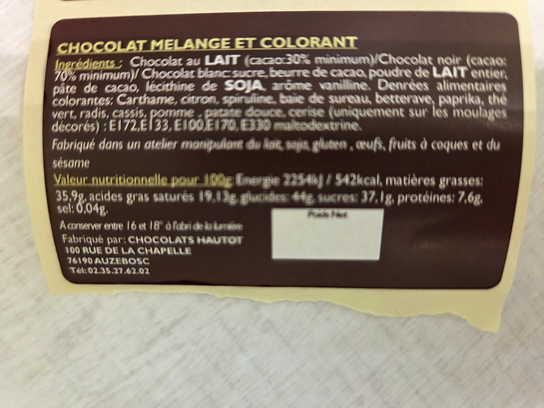 CHOCOLAT MELANGE ET COLORANT
Ingrédients : Chocolat au LAIT (cacao:30% minimum)/Chocolat noir (cacao:
70% minimum)/ Chocolat blanc: sucre, beurre de cacao, poudre de LAIT entier,
pâte de cacao, lécithine de SOJA, arôme vanilline. Denrées alimentaires
colorantes: Carthame, citron, spiruline, baie de sureau, betterave, paprika, thé
vert, radis, cassis, pomme , patate douce, cerise (uniquement sur les moulages
décorés) : E172,E133, E100,E170, E330 maltodextrine.
Fabriqué dans un atelier manipulant du lait, soja, gluten , œufs, fruits à coques et du
sésame
Valeur nutritionnelle pour 100g: Energie 2254kJ / 542kcal, matières grasses:
35,9g, acides gras saturés 19,13g, glucides: 44g, sucres: 37,1g, protéines: 7,6g,
sel: 0,04g.
A conserver entre 16 et 18° à l'abri de la lumière
Poids Net
Fabriqué par: CHOCOLATS HAUTOT
100 RUE DE LA CHAPELLE
76190 AUZEBOSC
Tél: 02.35.27.62.02